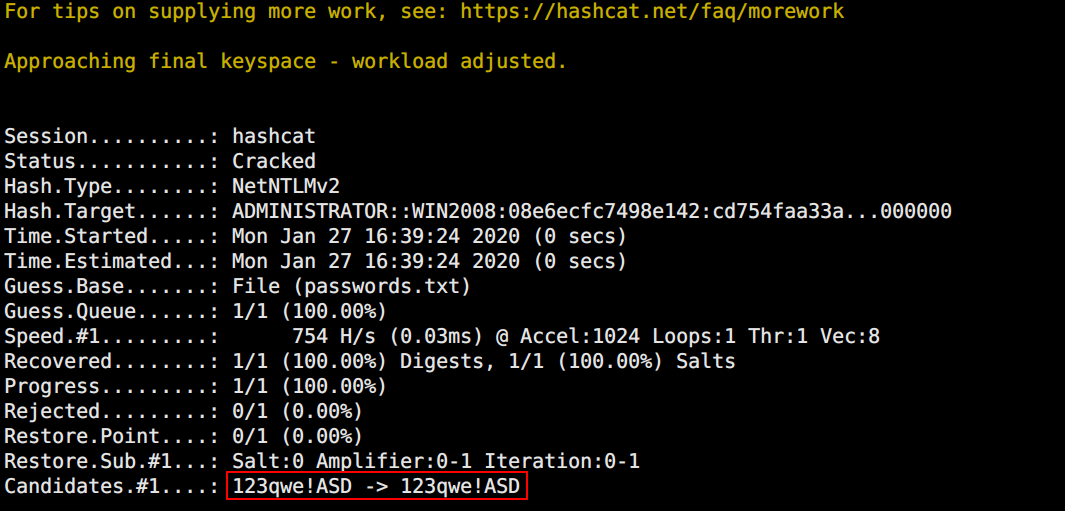 For tips on supplying more work, see: https://hashcat.net/faq/morework
Approaching final keyspace - workload adjusted.
Session..........: hashcat
Status...........: Cracked
Hash.Type........: NetNTLMv2
Hash.Target......: ADMINISTRATOR::WIN2008:08e6ecfc7498e142:cd754faa33a...000000
Time.Started.....: Mon Jan 27 16:39:24 2020 (0 secs)
Time.Estimated...: Mon Jan 27 16:39:24 2020 (0 secs)
Guess.Base.......: File (passwords.txt)
Guess.Queue......: 1/1 (100.00%)
Speed.#1.........:      754 H/s (0.03ms) @ Accel:1024 Loops:1 Thr:1 Vec:8
Recovered........: 1/1 (100.00%) Digests, 1/1 (100.00%) Salts
Progress.........: 1/1 (100.00%)
Rejected.........: 0/1 (0.00%)
Restore.Point....: 0/1 (0.00%)
Restore.Sub.#1...: Salt:0 Amplifier:0-1 Iteration:0-1
Candidates.#1....: 123qwe!ASD -> 123qwe!ASD